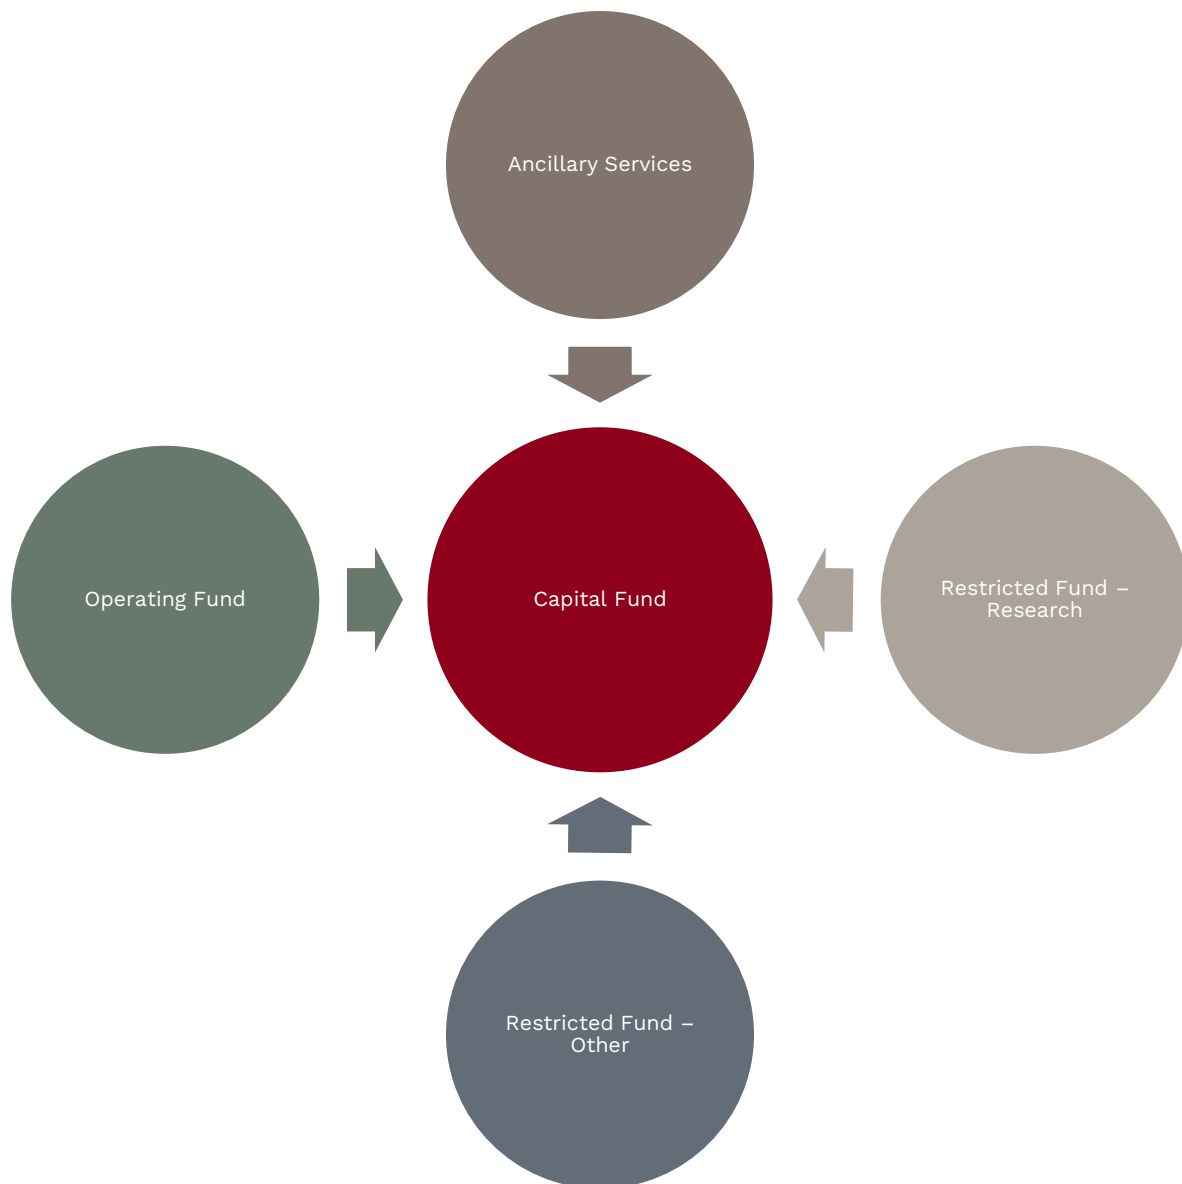 Ancillary Services
Operating Fund
Capital Fund
Restricted Fund –
Research
Restricted Fund –
Other